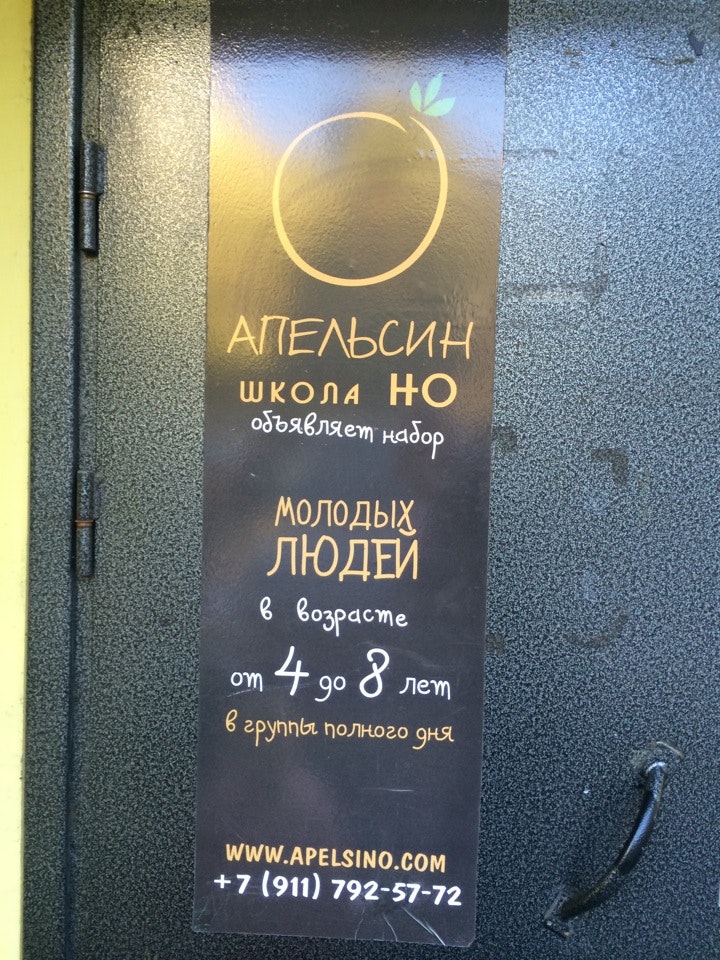 АПЕЛЬСИН
ШКОЛА НО
объявляет набор
МОЛОДЫХ
ЛЮДЕЙ
в возрасте
от 4 до 8 лет
в группы полного дня
WWW.APELSINO.COM
+7 (911) 792-57-72